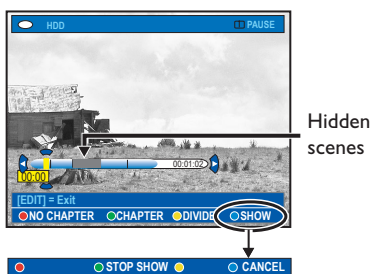 HDD PAUSE
Hidden
scenes
00:01:02
00:00
[EDIT] = Exit
NO CHAPTER CHAPTER DIVIDE SHOW
STOP SHOW CANCEL